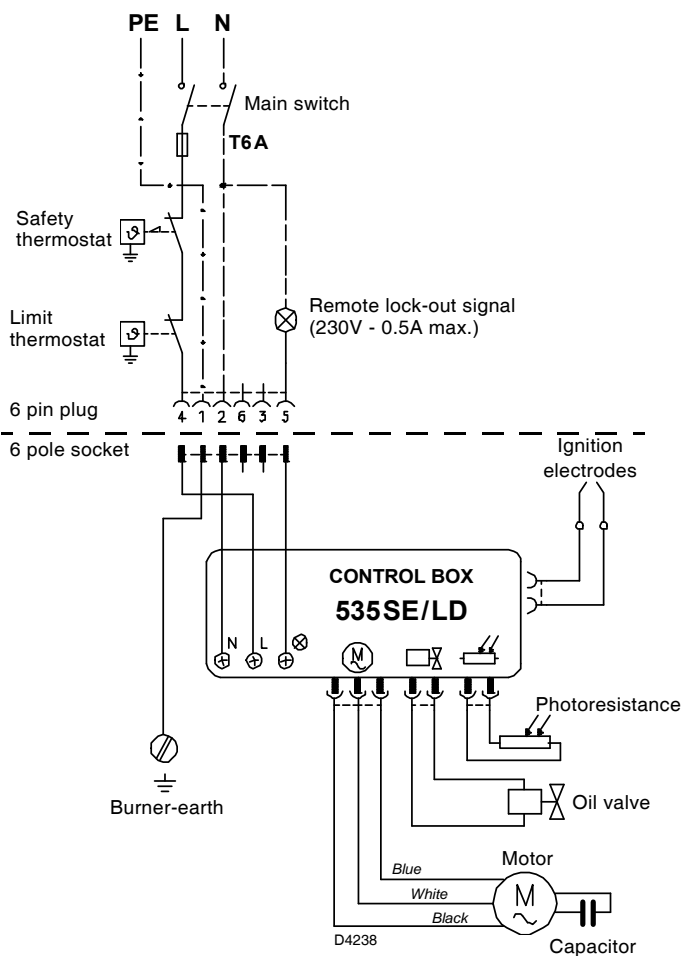 PE L N
Main switch
T6A
Safety
thermostat
Limit
thermostat
Remote lock-out signal
(230V - 0.5A max.)
6 pin plug
4 1 2 6 3 5
6 pole socket
Ignition
electrodes
CONTROL BOX
535SE/LD
N L
M
Photoresistance
Burner-earth
Oil valve
Motor
Blue
White
M
Black
D4238
Capacitor